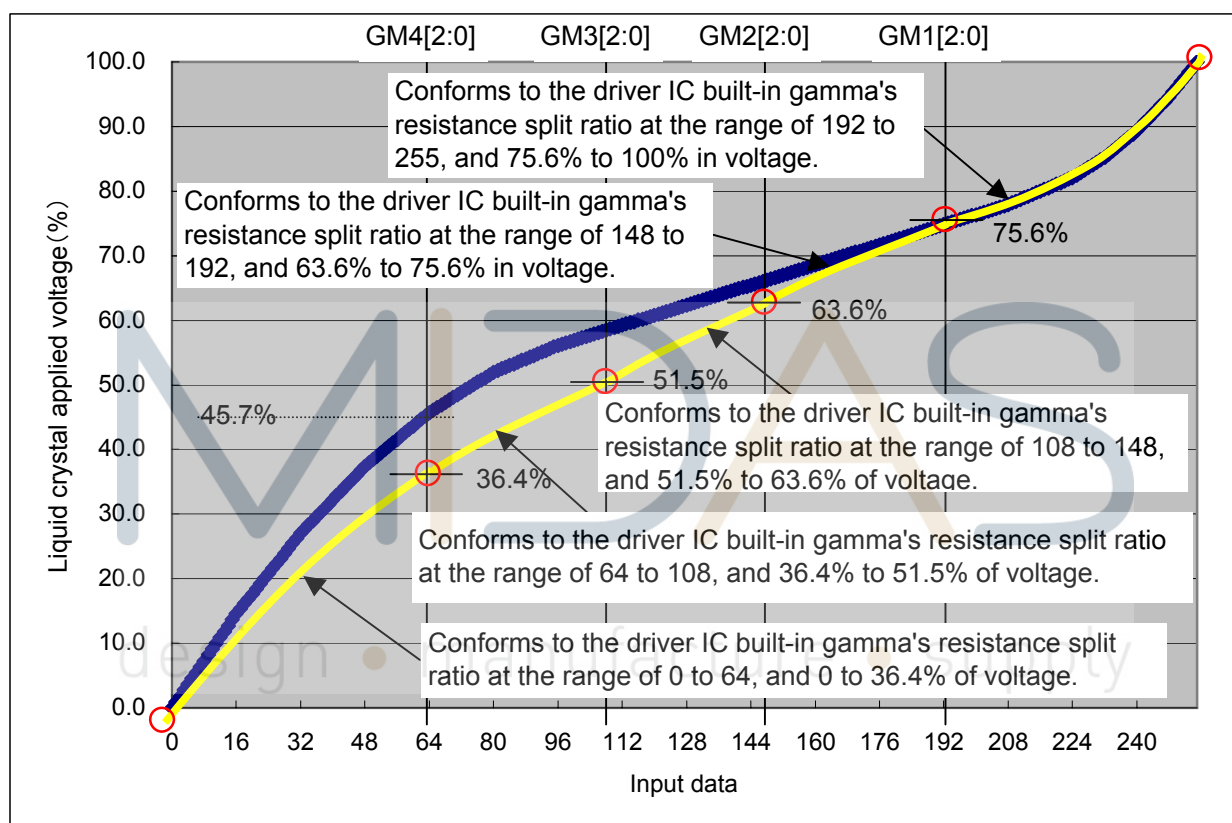 GM4[2:0] GM3[2:0] GM2[2:0] GM1[2:0]
100.0
90.0
80.0
70.0
60.0
50.0
40.0
30.0
20.0
10.0
0.0
Liquid crystal applied voltage(%)
Conforms to the driver IC built-in gamma's
resistance split ratio at the range of 192 to
255, and 75.6% to 100% in voltage.
Conforms to the driver IC built-in gamma's
resistance split ratio at the range of 148 to
192, and 63.6% to 75.6% in voltage.
75.6%
63.6%
51.5%
45.7%
36.4%
Conforms to the driver IC built-in gamma's
resistance split ratio at the range of 108 to 148,
and 51.5% to 63.6% of voltage.
Conforms to the driver IC built-in gamma's resistance split ratio
at the range of 64 to 108, and 36.4% to 51.5% of voltage.
Conforms to the driver IC built-in gamma's resistance split
ratio at the range of 0 to 64, and 0 to 36.4% of voltage.
MIDAS
design • manufacture • supply
0 16 32 48 64 80 96 112 128 144 160 176 192 208 224 240
Input data